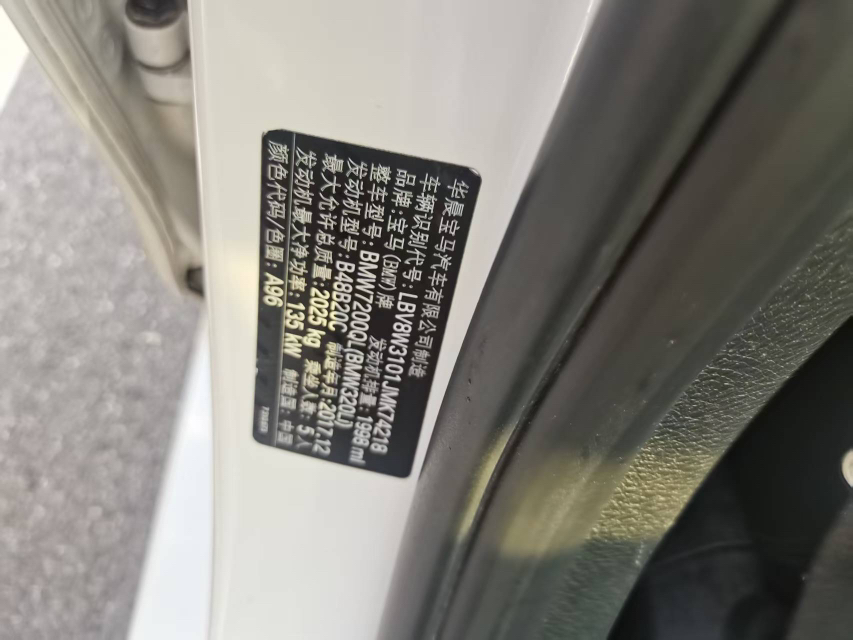 华晨宝马汽车有限公司制造
车辆识别代号: LBV8W3101JMK74218
品牌: 宝马(BMW)牌 发动机排量: 1998 ml
整车型号: BMW7200QL(BMW320Li)
发动机型号: B48B20C 制造年月: 2017.12
最大允许总质量: 2025 kg 乘坐人数: 5人
发动机最大净功率: 135 kW 制造国: 中国
颜色代码/色圈: A96